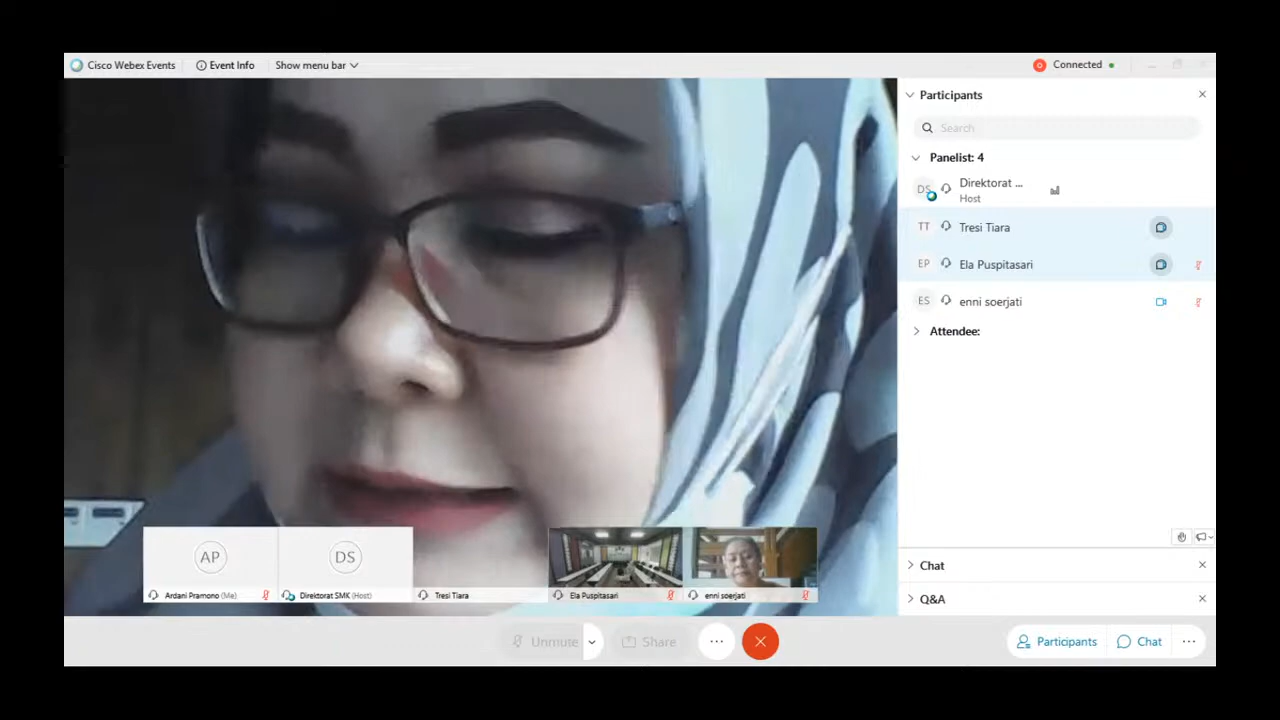 Cisco Webex Events
Event Info
Show menu bar
Connected
Participants
Search
Panelist: 4
DS
Direktorat ...
Host
TT
Tresi Tiara
EP
Ela Puspitasari
ES
enni soerjati
Attendee:
AP
DS
Ardani Pramono (Me)
Direktorat SMK (Host)
Tresi Tiara
Ela Puspitasari
enni soerjati
Chat
Q&A
Unmute
Share
Participants
Chat